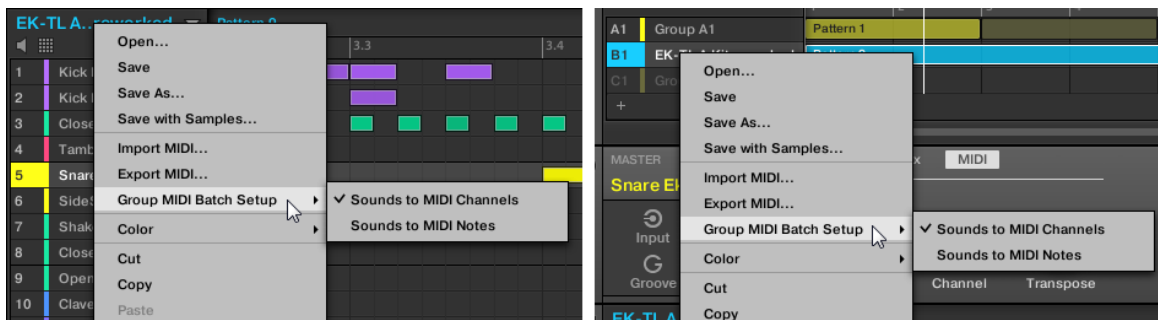 EK-TL A..reworked Pattern 9
3.3 3.4
Open...
Save
Save As...
Save with Samples...
Import MIDI...
Export MIDI...
Group MIDI Batch Setup
Sounds to MIDI Channels
Sounds to MIDI Notes
Color
Cut
Copy
Paste
1 Kick
2 Kick
3 Close
4 Tamb
5 Snare
6 Side
7 Shak
8 Close
9 Open
10 Clave
A1 Group A1 Pattern 1
B1 EK-TL A
C1 Gro
+
Open...
Save
Save As...
Save with Samples...
Import MIDI...
Export MIDI...
Group MIDI Batch Setup
Sounds to MIDI Channels
Sounds to MIDI Notes
Color
Cut
Copy
MASTER MIDI
Snare
Input
Groove
Channel Transpose
EK-TL A